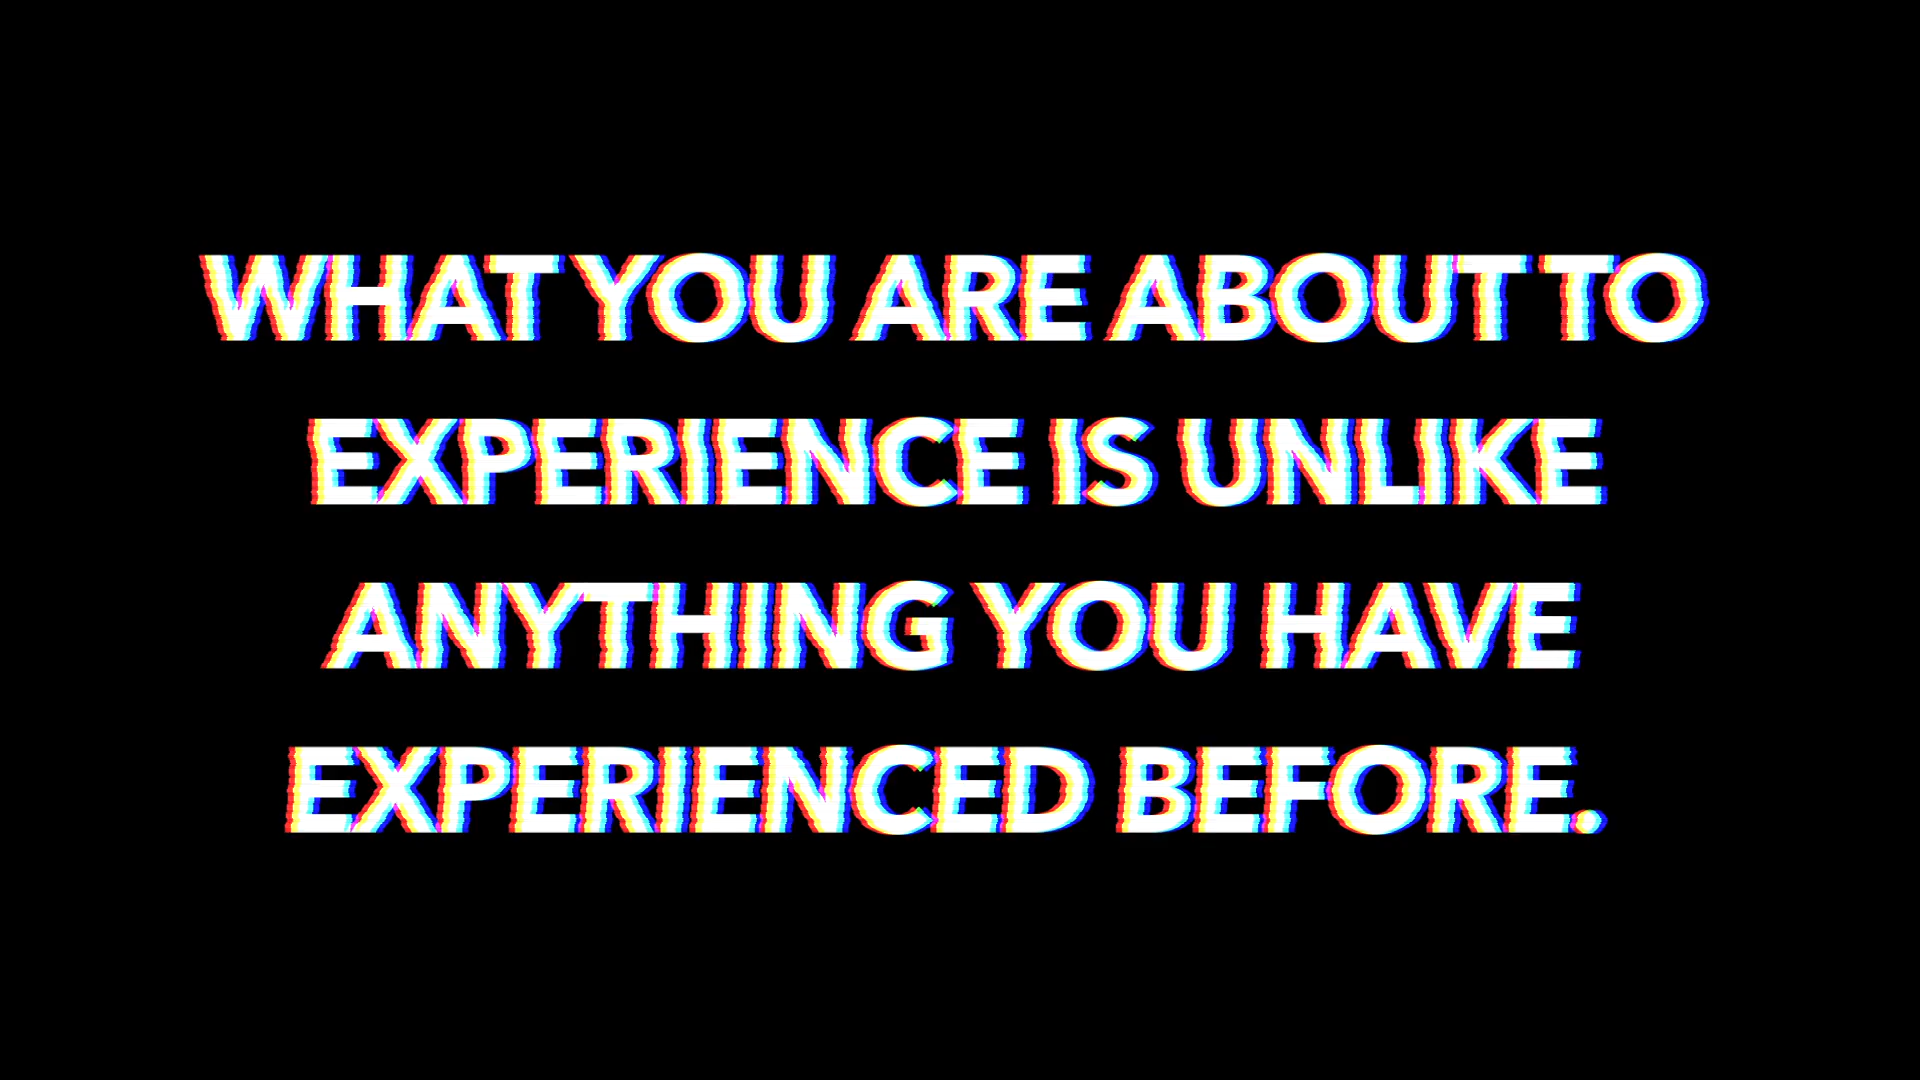 WHAT YOU ARE ABOUT TO
EXPERIENCE IS UNLIKE
ANYTHING YOU HAVE
EXPERIENCED BEFORE.